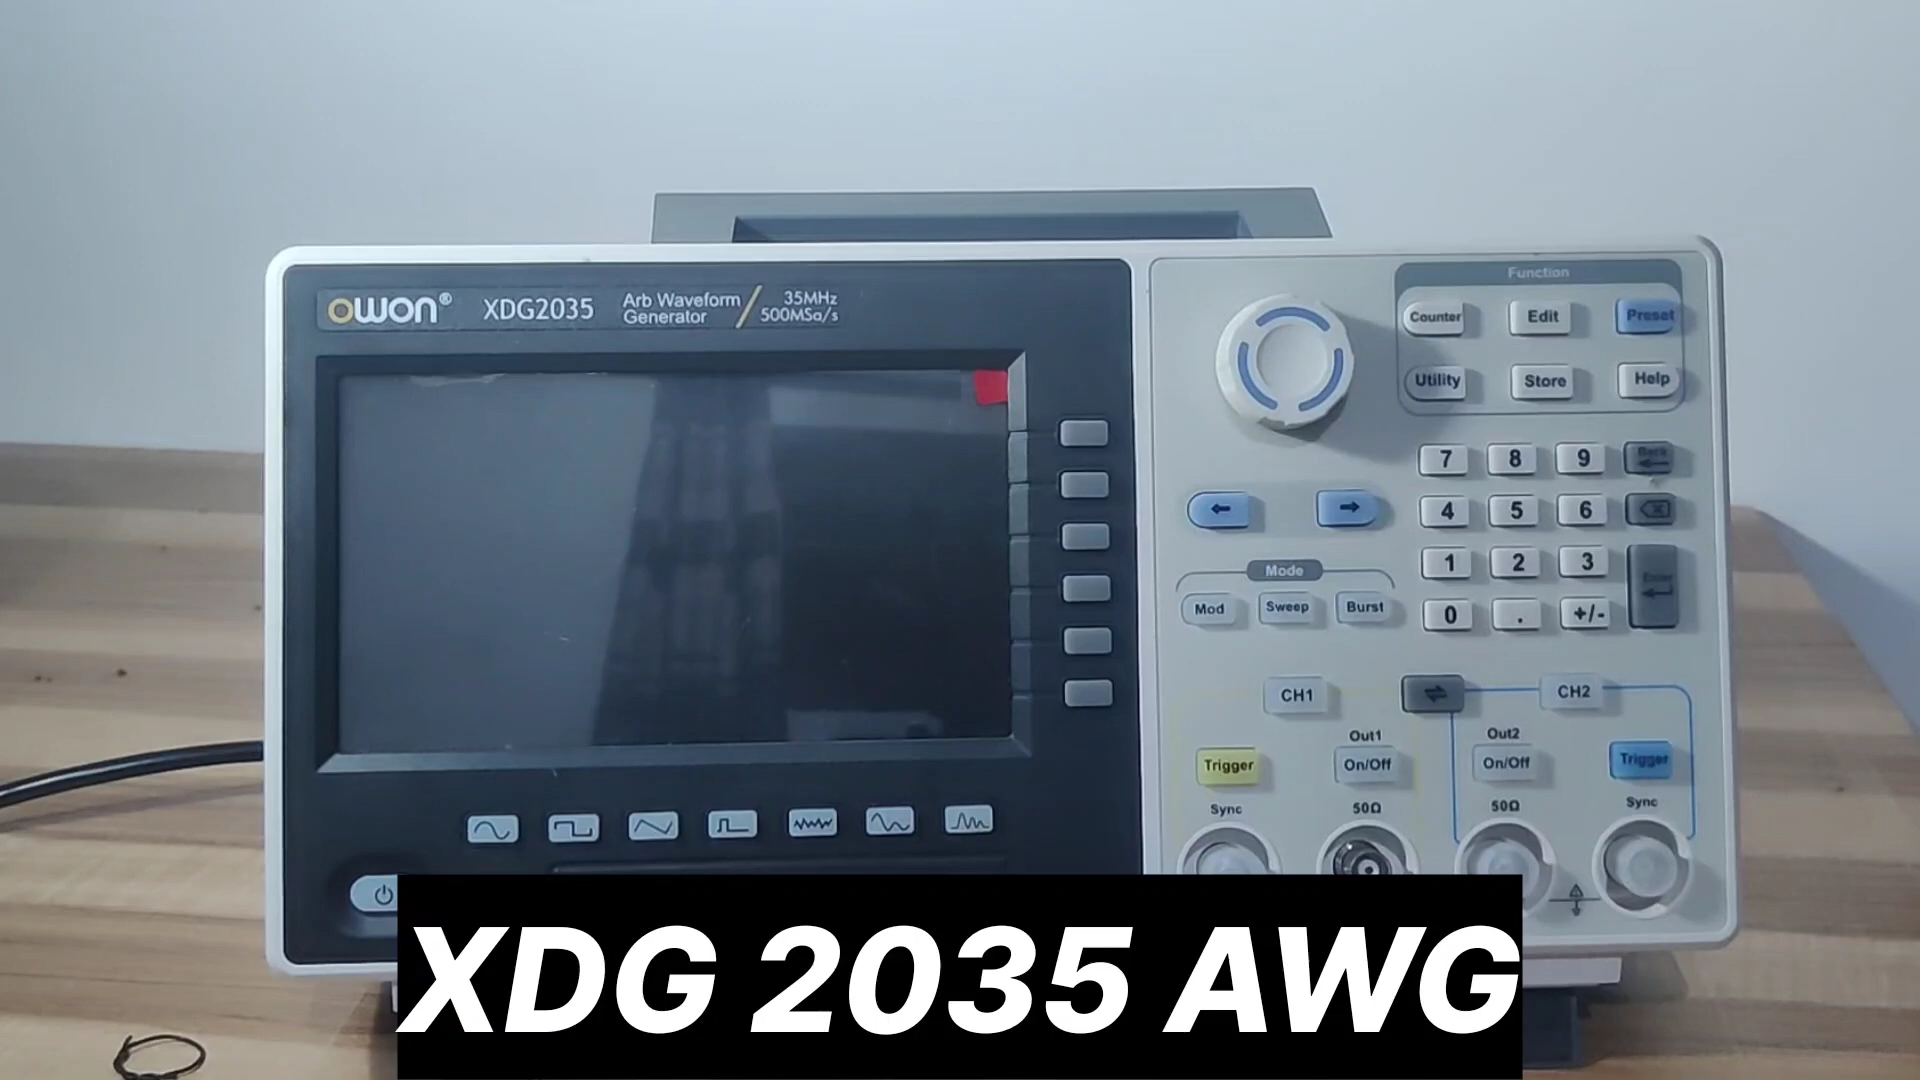 owon® XDG2035 Arb Waveform Generator 35MHz 500MSa/s
Function
Counter Edit Preset
Utility Store Help
7 8 9 Back
4 5 6
1 2 3 Enter
0 . +/-
Mode
Mod Sweep Burst
CH1 CH2
Out1 Out2
Trigger On/Off On/Off Trigger
Sync 50Ω 50Ω Sync
XDG 2035 AWG